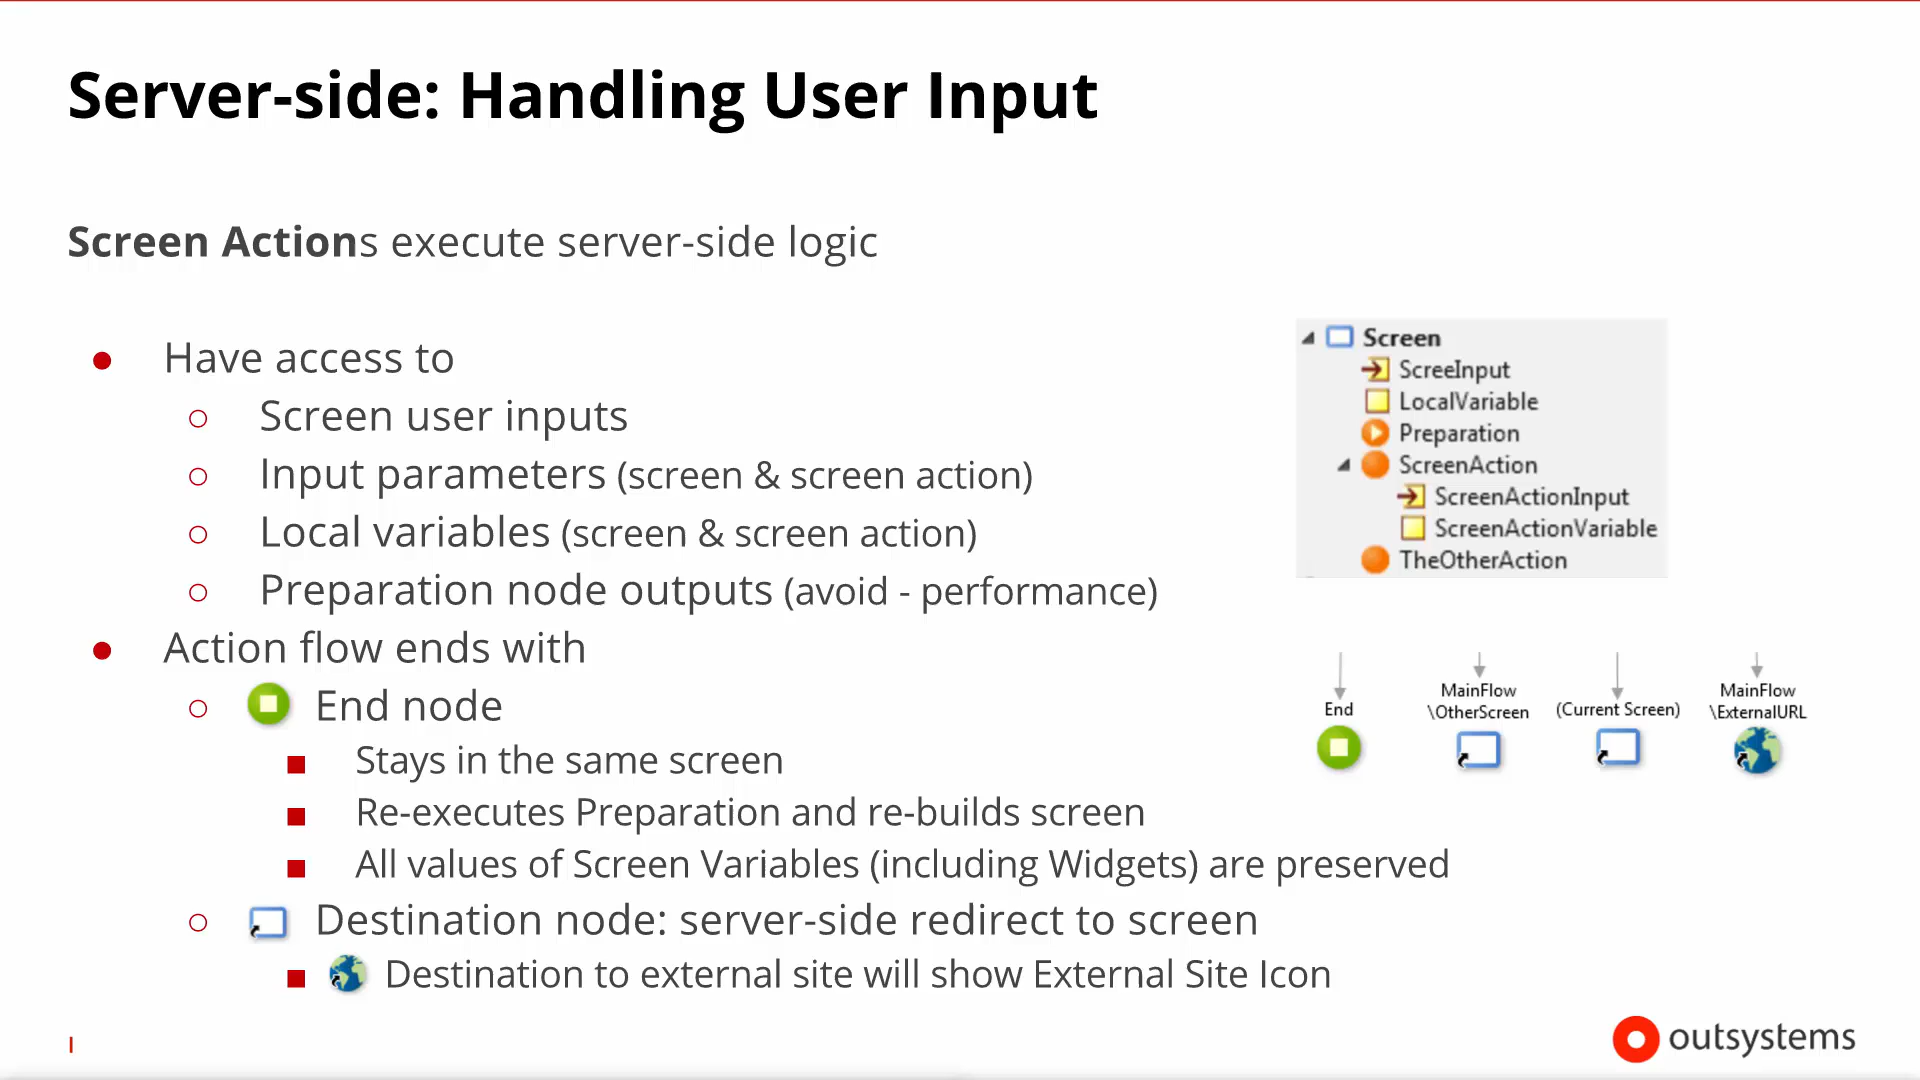 Server-side: Handling User Input
Screen Actions execute server-side logic
● Have access to
○ Screen user inputs
○ Input parameters (screen & screen action)
○ Local variables (screen & screen action)
○ Preparation node outputs (avoid - performance)
● Action flow ends with
○ End node
■ Stays in the same screen
■ Re-executes Preparation and re-builds screen
■ All values of Screen Variables (including Widgets) are preserved
○ Destination node: server-side redirect to screen
■ Destination to external site will show External Site Icon
Screen
ScreeInput
LocalVariable
Preparation
ScreenAction
ScreenActionInput
ScreenActionVariable
TheOtherAction
End
MainFlow
\OtherScreen
(Current Screen)
MainFlow
\ExternalURL
I
outsystems